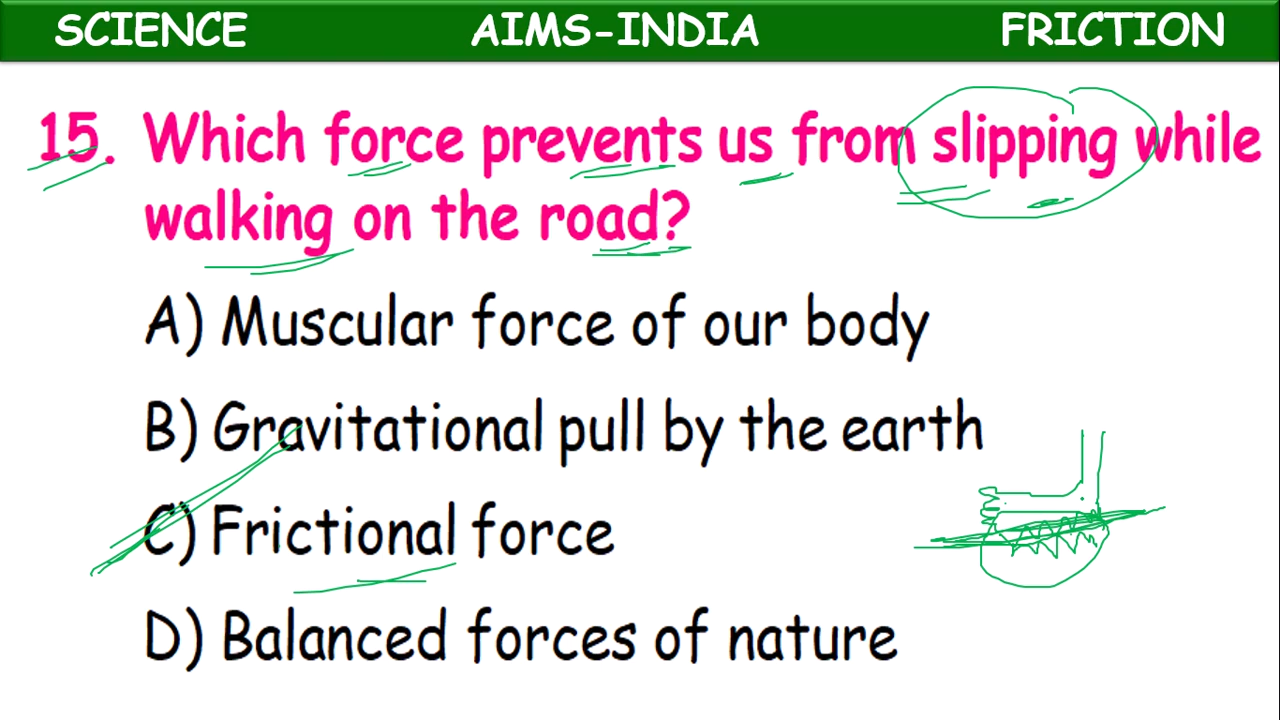 SCIENCE AIMS-INDIA FRICTION
15. Which force prevents us from slipping while
walking on the road?
A) Muscular force of our body
B) Gravitational pull by the earth
C) Frictional force
D) Balanced forces of nature